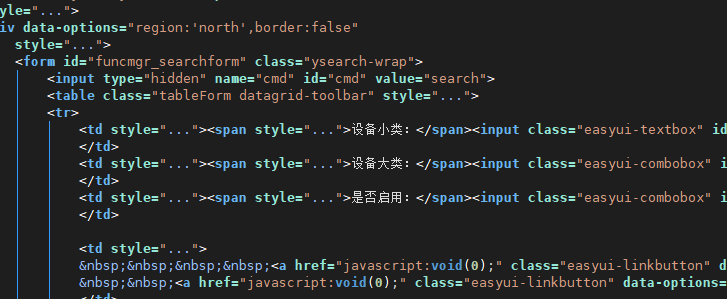 yle="...">
iv data-options="region:'north',border:false"
style="...">
<form id="funcmgr_searchform" class="ysearch-wrap">
<input type="hidden" name="cmd" id="cmd" value="search">
<table class="tableForm datagrid-toolbar" style="...">
<tr>
<td style="..."><span style="...">设备小类：</span><input class="easyui-textbox" id
</td>
<td style="..."><span style="...">设备大类：</span><input class="easyui-combobox" i
</td>
<td style="..."><span style="...">是否启用：</span><input class="easyui-combobox" i
</td>
<td style="...">
&nbsp;&nbsp;&nbsp;&nbsp;<a href="javascript:void(0);" class="easyui-linkbutton" d
&nbsp;&nbsp;<a href="javascript:void(0);" class="easyui-linkbutton" data-options=
</td>